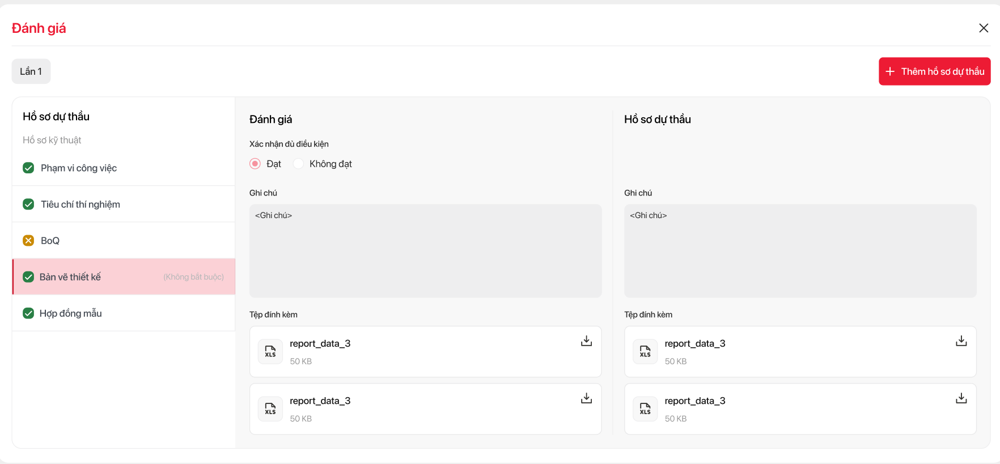 Đánh giá
Lần 1
Thêm hồ sơ dự thầu
Hồ sơ dự thầu
Hồ sơ kỹ thuật
Phạm vi công việc
Tiêu chí thí nghiệm
BoQ
Bản vẽ thiết kế (Không bắt buộc)
Hợp đồng mẫu
Đánh giá
Xác nhận đủ điều kiện
Đạt Không đạt
Ghi chú
<Ghi chú>
Tệp đính kèm
XLS report_data_3
50 KB
XLS report_data_3
50 KB
Hồ sơ dự thầu
Ghi chú
<Ghi chú>
Tệp đính kèm
XLS report_data_3
50 KB
XLS report_data_3
50 KB